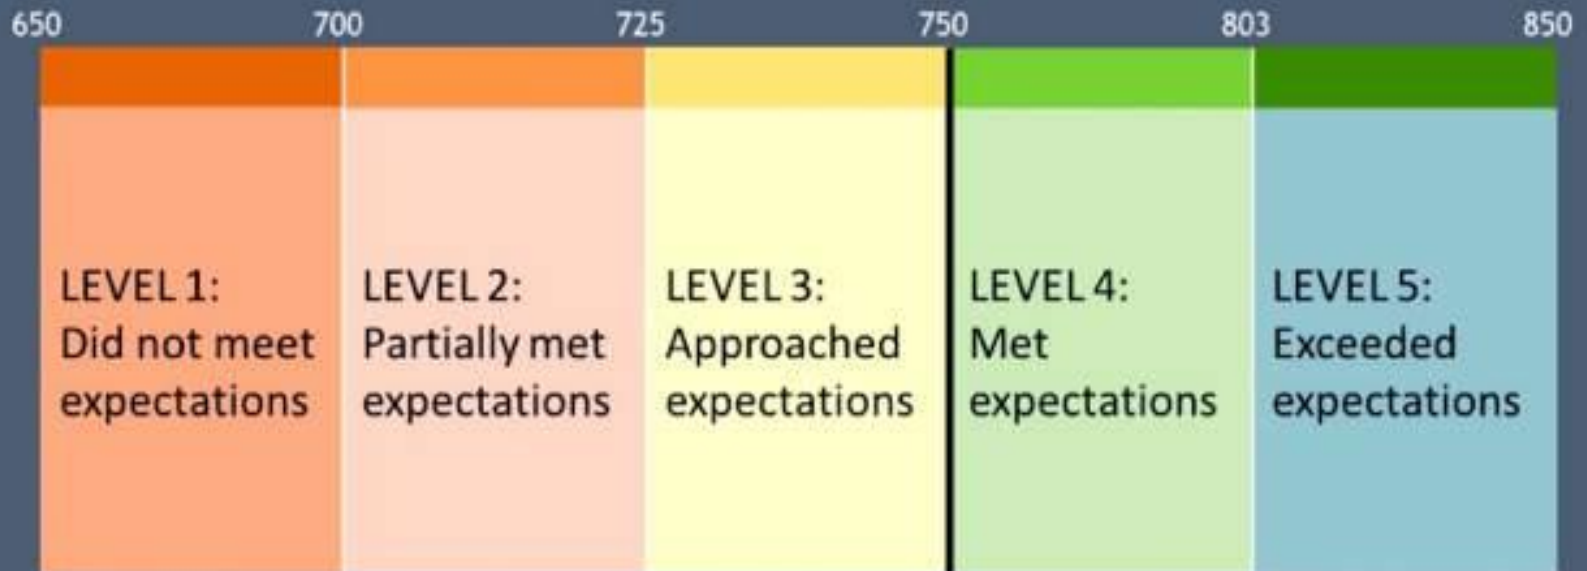 650 700 725 750 803 850
LEVEL 1:
Did not meet
expectations
LEVEL 2:
Partially met
expectations
LEVEL 3:
Approached
expectations
LEVEL 4:
Met
expectations
LEVEL 5:
Exceeded
expectations